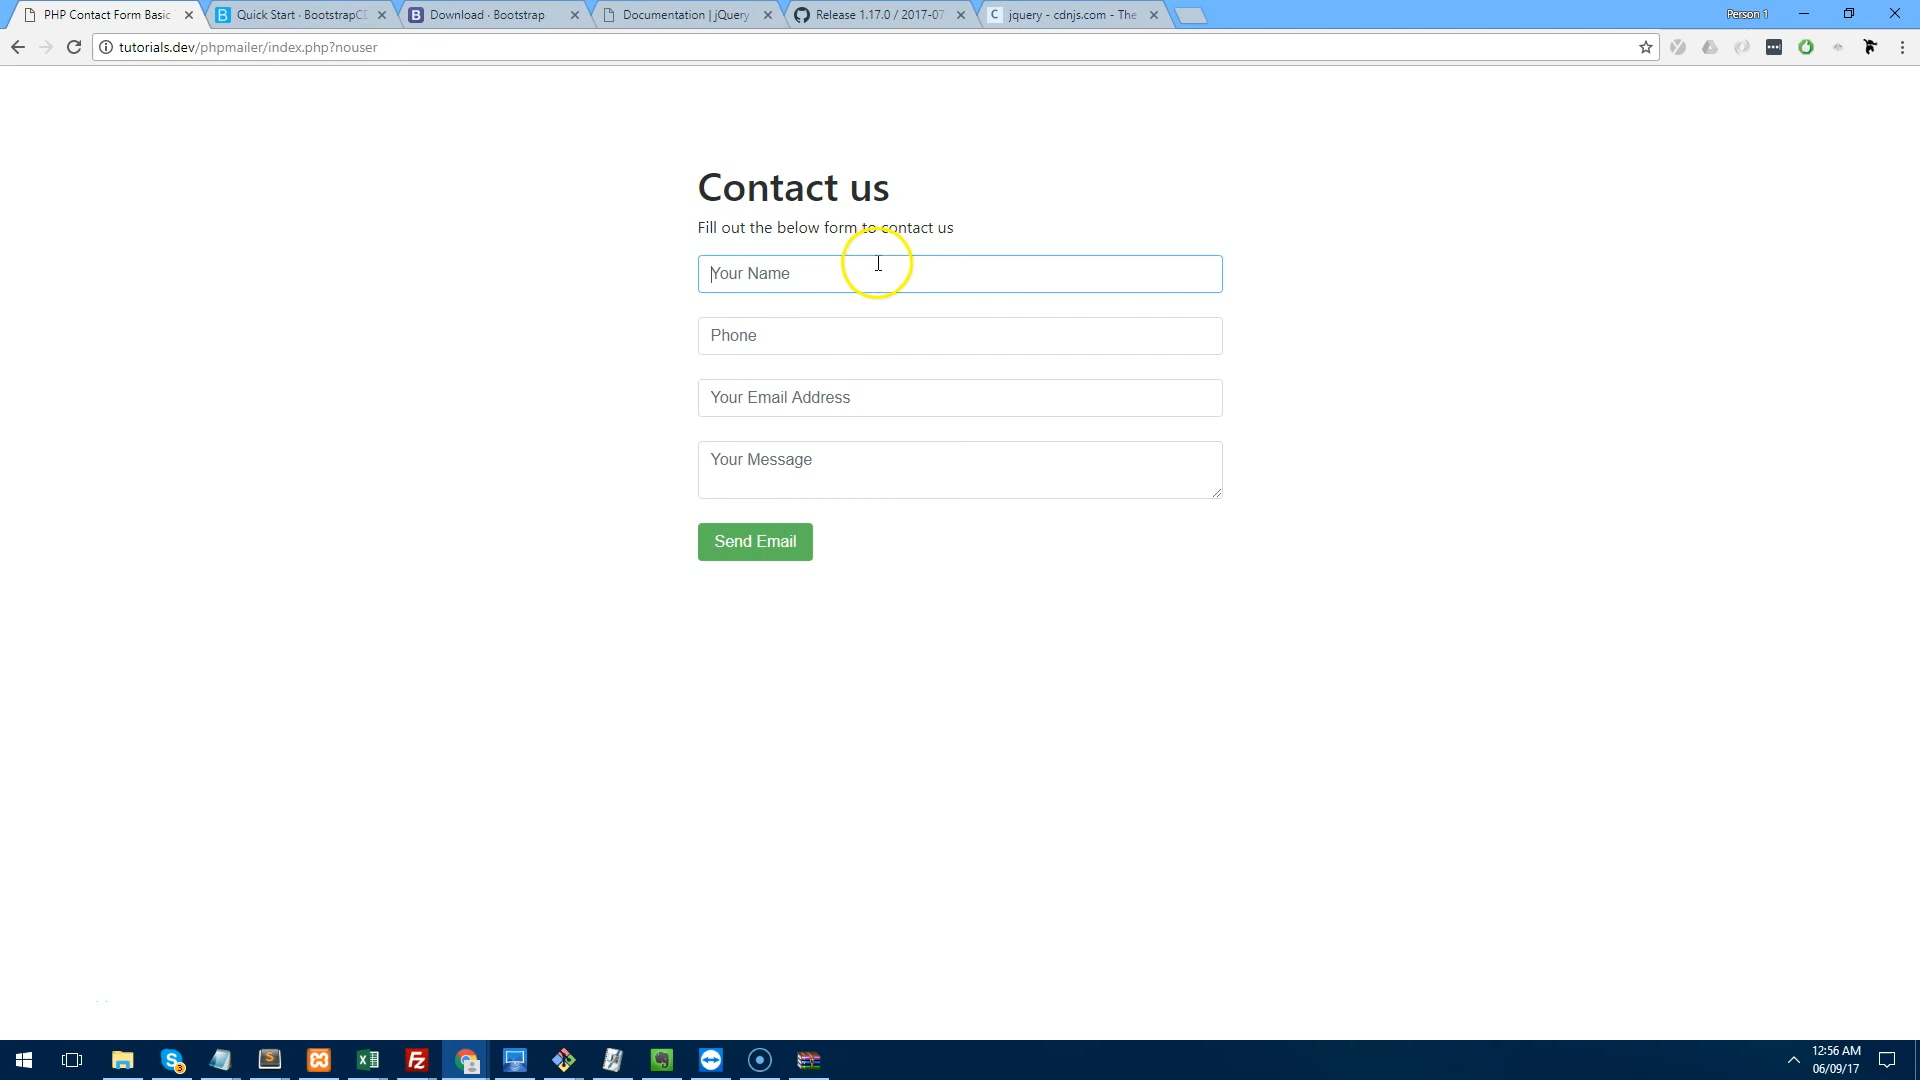 PHP Contact Form Basic
Quick Start · BootstrapC
Download · Bootstrap
Documentation | jQuery
Release 1.17.0 / 2017-07
jquery - cdnjs.com - The
Person 1
tutorials.dev/phpmailer/index.php?nouser
Contact us
Fill out the below form to contact us
Your Name
Phone
Your Email Address
Your Message
Send Email
12:56 AM
06/09/17